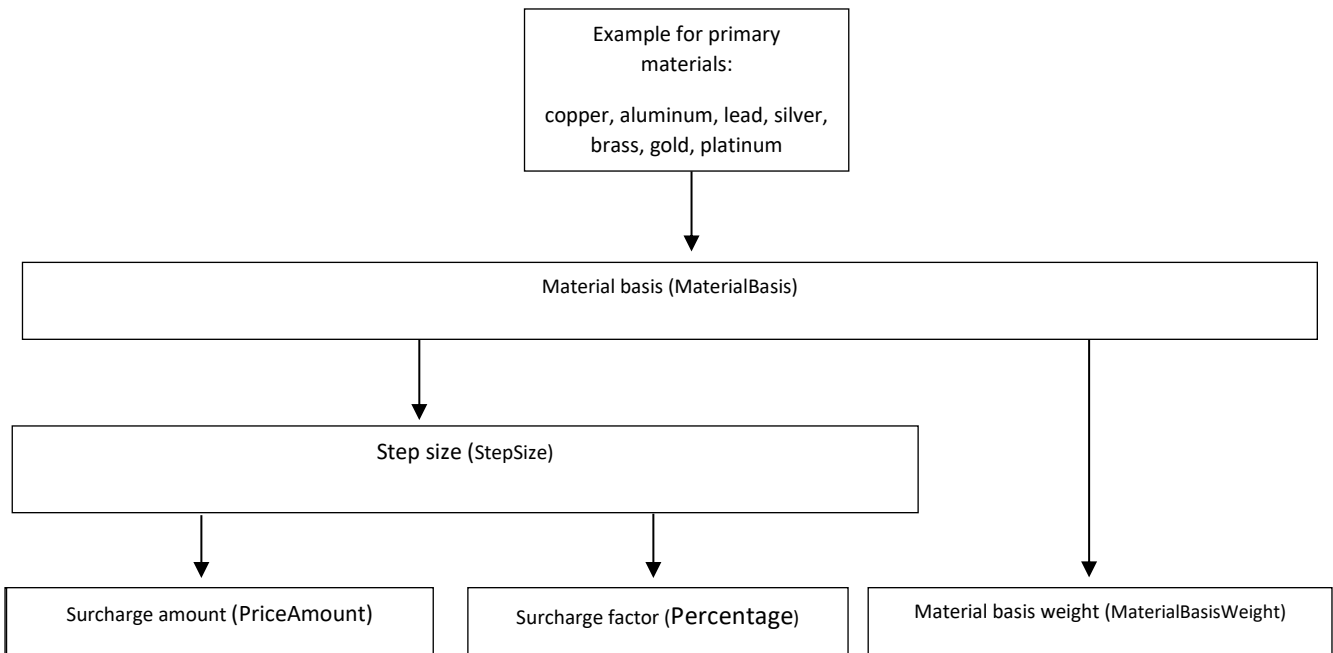 Example for primary
materials:
copper, aluminum, lead, silver,
brass, gold, platinum
Material basis (MaterialBasis)
Step size (StepSize)
Surcharge amount (PriceAmount)
Surcharge factor (Percentage)
Material basis weight (MaterialBasisWeight)